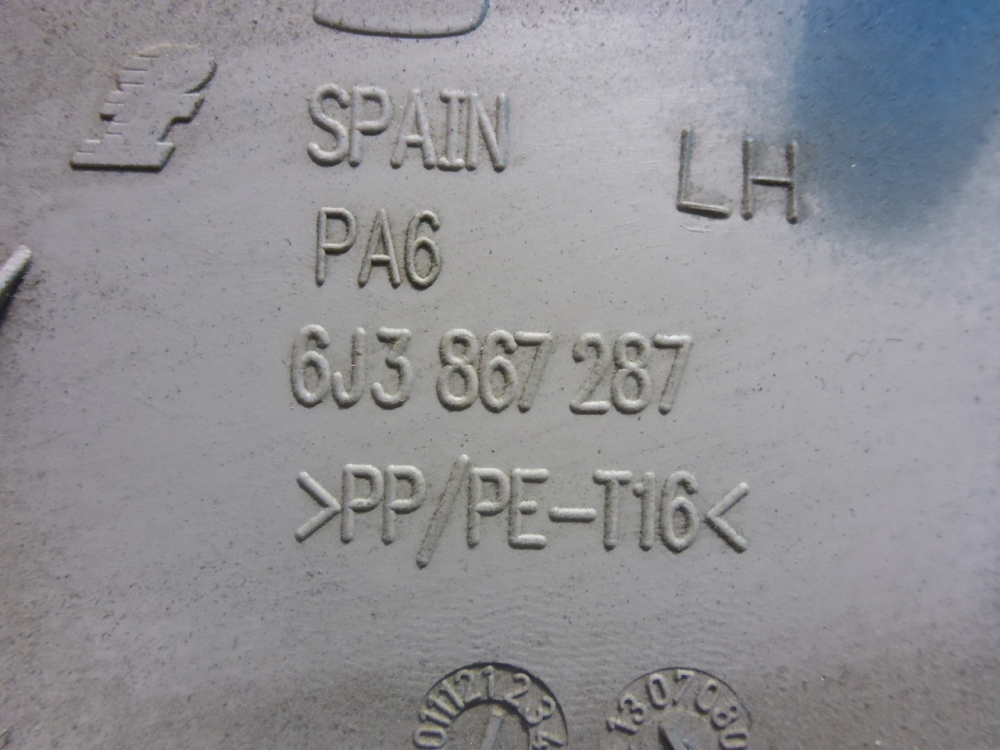 SPAIN
LH
PA6
6J3 867 287
>PP/PE-T16<